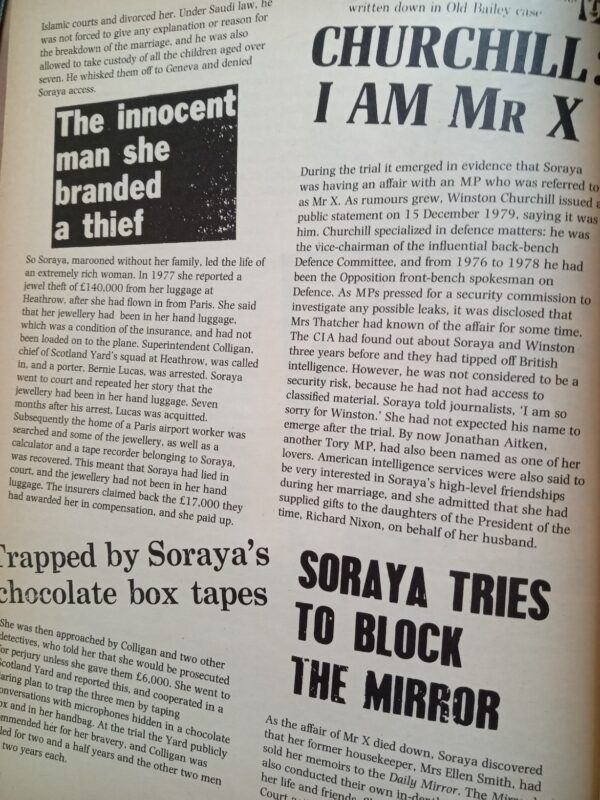 Islamic courts and divorced her. Under Saudi law, he
was not forced to give any explanation or reason for
the breakdown of the marriage, and he was also
allowed to take custody of all the children aged over
seven. He whisked them off to Geneva and denied
Soraya access.
The innocent
man she
branded
a thief
So Soraya, marooned without her family, led the life of
an extremely rich woman. In 1977 she reported a
jewel theft of £140,000 from her luggage at
Heathrow, after she had flown in from Paris. She said
that her jewellery had been in her hand luggage,
which was a condition of the insurance, and had not
been loaded on to the plane. Superintendent Colligan,
chief of Scotland Yard's squad at Heathrow, was called
in, and a porter, Bernie Lucas, was arrested. Soraya
went to court and repeated her story that the
jewellery had been in her hand luggage. Seven
months after his arrest, Lucas was acquitted.
Subsequently the home of a Paris airport worker was
searched and some of the jewellery, as well as a
calculator and a tape recorder belonging to Soraya,
was recovered. This meant that Soraya had lied in
court, and the jewellery had not been in her hand
luggage. The insurers claimed back the £17,000 they
had awarded her in compensation, and she paid up.
Trapped by Soraya's
chocolate box tapes
She was then approached by Colligan and two other
detectives, who told her that she would be prosecuted
for perjury unless she gave them £6,000. She went to
Scotland Yard and reported this, and cooperated in a
daring plan to trap the three men by taping
conversations with microphones hidden in a chocolate
box and in her handbag. At the trial the Yard publicly
commended her for her bravery, and Colligan was
jailed for two and a half years and the other two men
two years each.
written down in Old Bailey case
CHURCHILL:
I AM MR X
During the trial it emerged in evidence that Soraya
was having an affair with an MP who was referred to
as Mr X. As rumours grew, Winston Churchill issued a
public statement on 15 December 1979, saying it was
him. Churchill specialized in defence matters: he was
the vice-chairman of the influential back-bench
Defence Committee, and from 1976 to 1978 he had
been the Opposition front-bench spokesman on
Defence. As MPs pressed for a security commission to
investigate any possible leaks, it was disclosed that
Mrs Thatcher had known of the affair for some time.
The CIA had found out about Soraya and Winston
three years before and they had tipped off British
intelligence. However, he was not considered to be a
security risk, because he had not had access to
classified material. Soraya told journalists, 'I am so
sorry for Winston.' She had not expected his name to
emerge after the trial. By now Jonathan Aitken,
another Tory MP, had also been named as one of her
lovers. American intelligence services were also said to
be very interested in Soraya's high-level friendships
during her marriage, and she admitted that she had
supplied gifts to the daughters of the President of the
time, Richard Nixon, on behalf of her husband.
SORAYA TRIES
TO BLOCK
THE MIRROR
As the affair of Mr X died down, Soraya discovered
that her former housekeeper, Mrs Ellen Smith, had
sold her memoirs to the Daily Mirror. The Mirror
also conducted their own in-depth
her life and friends.
Court